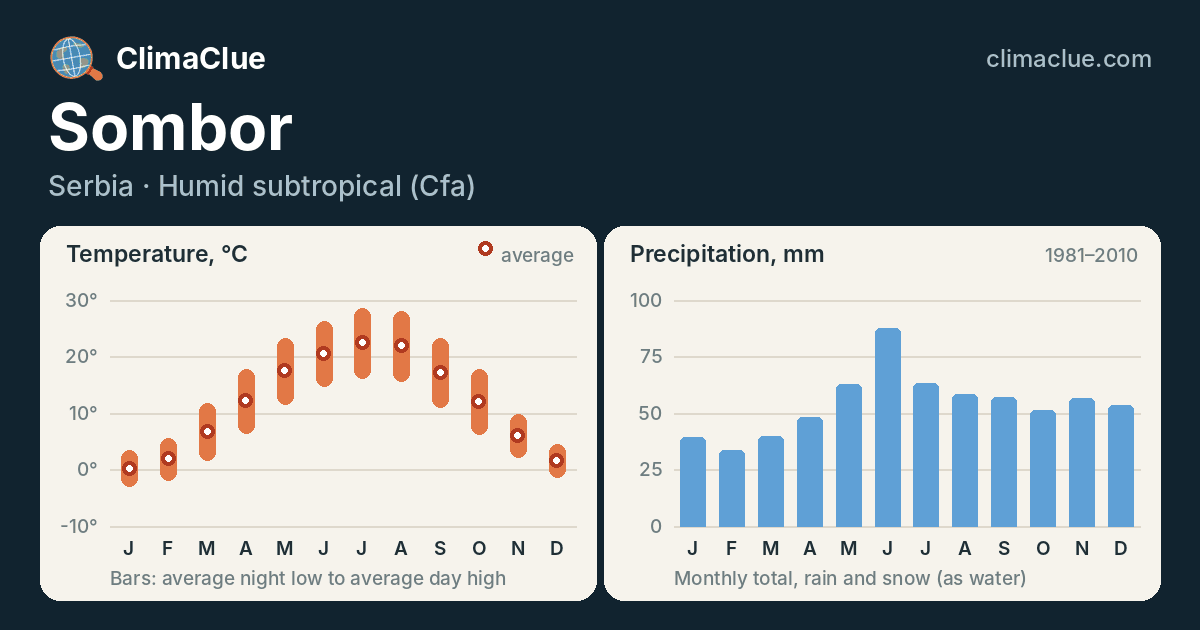 ClimaClue
climaclue.com
Sombor
Serbia · Humid subtropical (Cfa)
Temperature, °C
average
30°
20°
10°
0°
-10°
J F M A M J J A S O N D
Bars: average night low to average day high
Precipitation, mm
1981–2010
100
75
50
25
0
J F M A M J J A S O N D
Monthly total, rain and snow (as water)